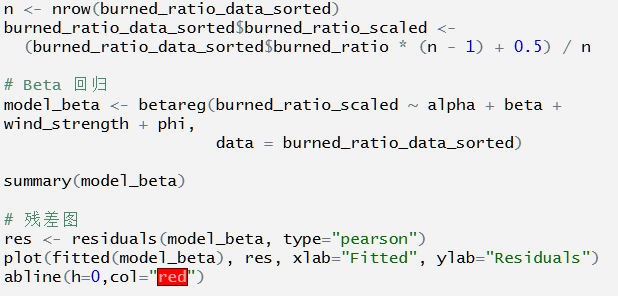 n <- nrow(burned_ratio_data_sorted)
burned_ratio_data_sorted$burned_ratio_scaled <-
  (burned_ratio_data_sorted$burned_ratio * (n - 1) + 0.5) / n

# Beta 回归
model_beta <- betareg(burned_ratio_scaled ~ alpha + beta +
wind_strength + phi,
                      data = burned_ratio_data_sorted)

summary(model_beta)

# 残差图
res <- residuals(model_beta, type="pearson")
plot(fitted(model_beta), res, xlab="Fitted", ylab="Residuals")
abline(h=0,col="red")